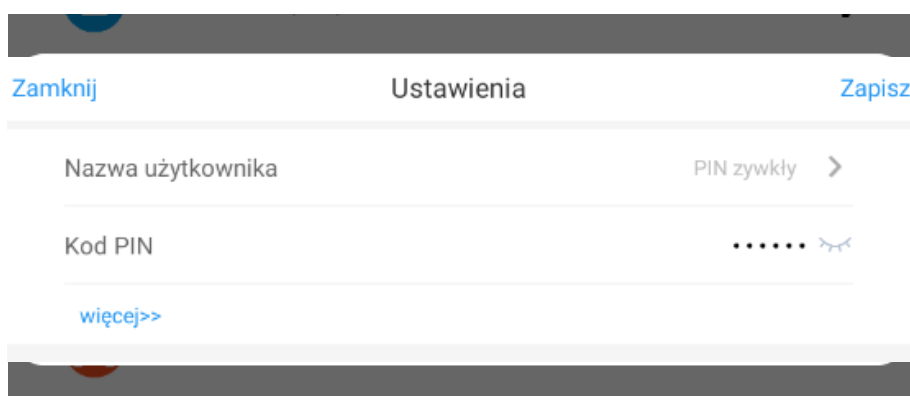 Zamknij Ustawienia Zapisz
Nazwa użytkownika PIN zywkły
Kod PIN ••••••
więcej>>